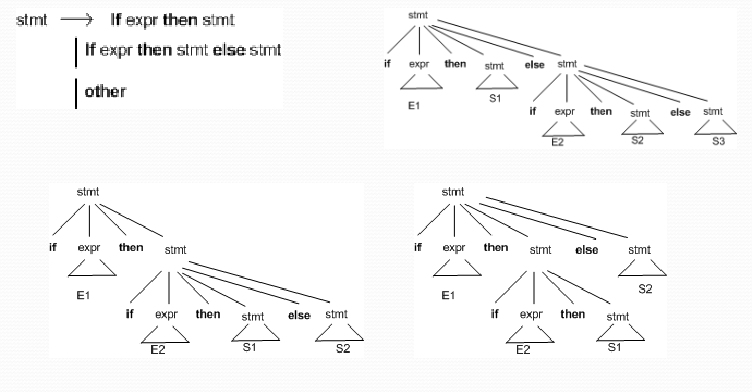 stmt → If expr then stmt
| If expr then stmt else stmt
| other
stmt
if expr then stmt else stmt
E1 S1
if expr then stmt else stmt
E2 S2 S3
stmt
if expr then stmt
E1
if expr then stmt else stmt
E2 S1 S2
stmt
if expr then stmt else stmt
E1 S2
if expr then stmt
E2 S1